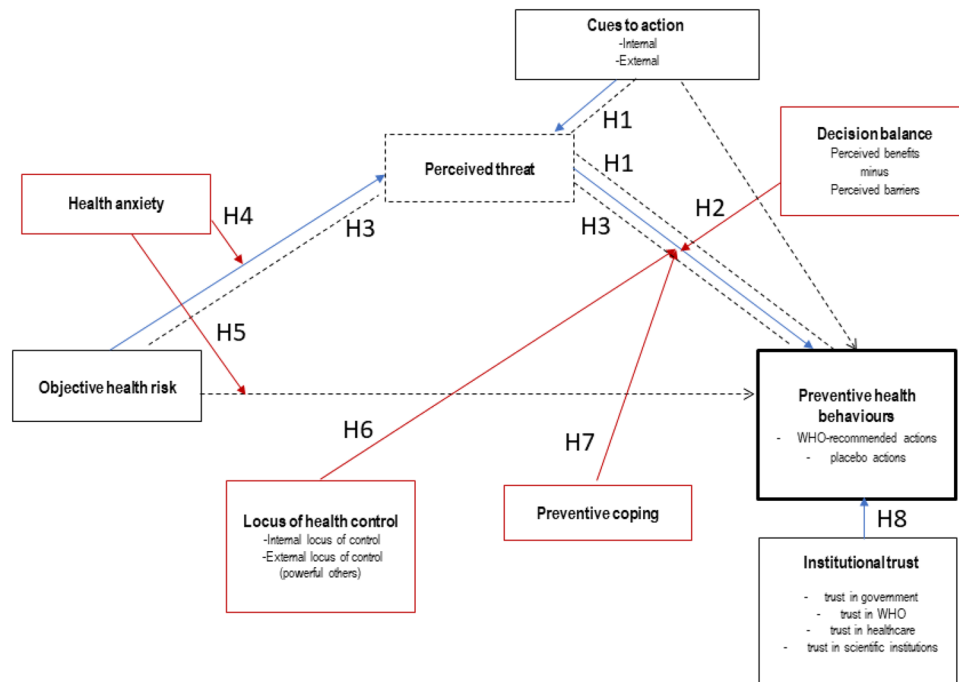 Cues to action
-Internal
-External
H1
Decision balance
Perceived benefits
minus
Perceived barriers
Perceived threat
H1
H2
Health anxiety
H4
H3
H3
H5
Objective health risk
Preventive health
behaviours
- WHO-recommended actions
- placebo actions
H6
H7
Locus of health control
-Internal locus of control
-External locus of control
(powerful others)
Preventive coping
H8
Institutional trust
- trust in government
- trust in WHO
- trust in healthcare
- trust in scientific institutions